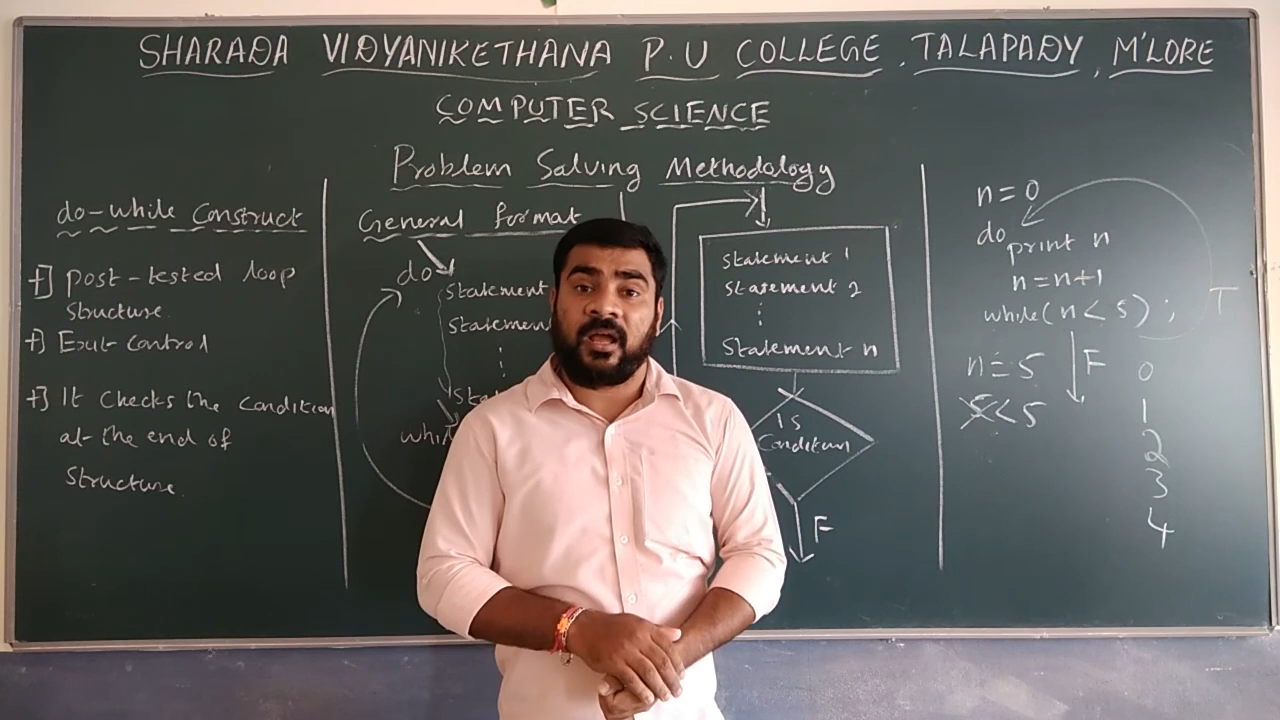 SHARADA VIDYANIKETHANA P.U COLLEGE, TALAPADY, M'LORE
COMPUTER SCIENCE
Problem Solving Methodology
do-while Construct
+] post-tested loop
structure.
+] Exit control
+] It checks the condition
at the end of
structure.
General format
do
statement
statement
⋮
while
statement 1
statement 2
⋮
statement n
Is
Condition
F
n=0
do
print n
n=n+1
while(n<5);
T
F
n=5
5<5
0
1
2
3
4